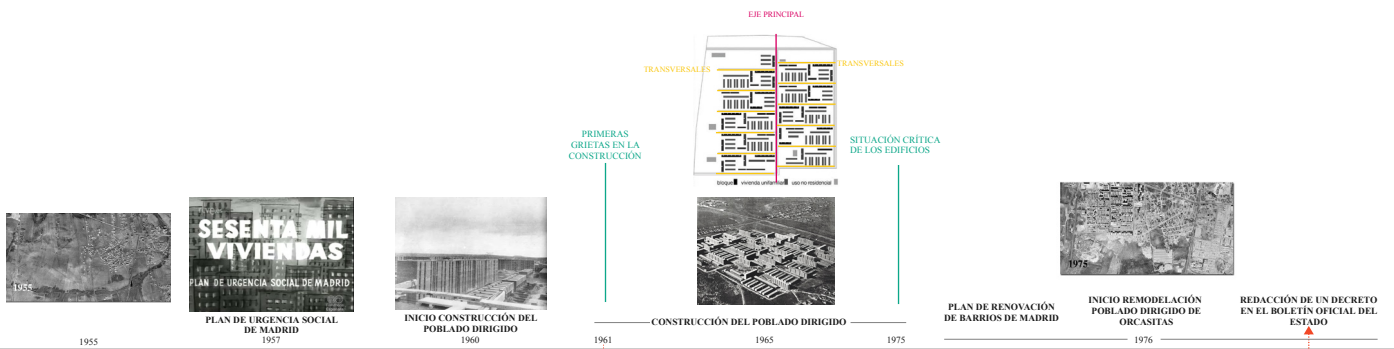 EJE PRINCIPAL
TRANSVERSALES
TRANSVERSALES
PRIMERAS
GRIETAS EN LA
CONSTRUCCIÓN
SITUACIÓN CRÍTICA
DE LOS EDIFICIOS
bloque vivienda unifamiliar uso no residencial
1955
SESENTA MIL
VIVIENDAS
PLAN DE URGENCIA SOCIAL DE MADRID
1975
PLAN DE URGENCIA SOCIAL
DE MADRID
INICIO CONSTRUCCIÓN DEL
POBLADO DIRIGIDO
CONSTRUCCIÓN DEL POBLADO DIRIGIDO
PLAN DE RENOVACIÓN
DE BARRIOS DE MADRID
INICIO REMODELACIÓN
POBLADO DIRIGIDO DE
ORCASITAS
REDACCIÓN DE UN DECRETO
EN EL BOLETÍN OFICIAL DEL
ESTADO
1955
1957
1960
1961
1965
1975
1976